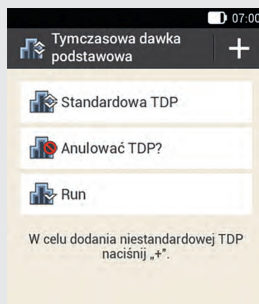 07:00
Tymczasowa dawka
podstawowa
Standardowa TDP
Anulować TDP?
Run
W celu dodania niestandardowej TDP
naciśnij „+”.